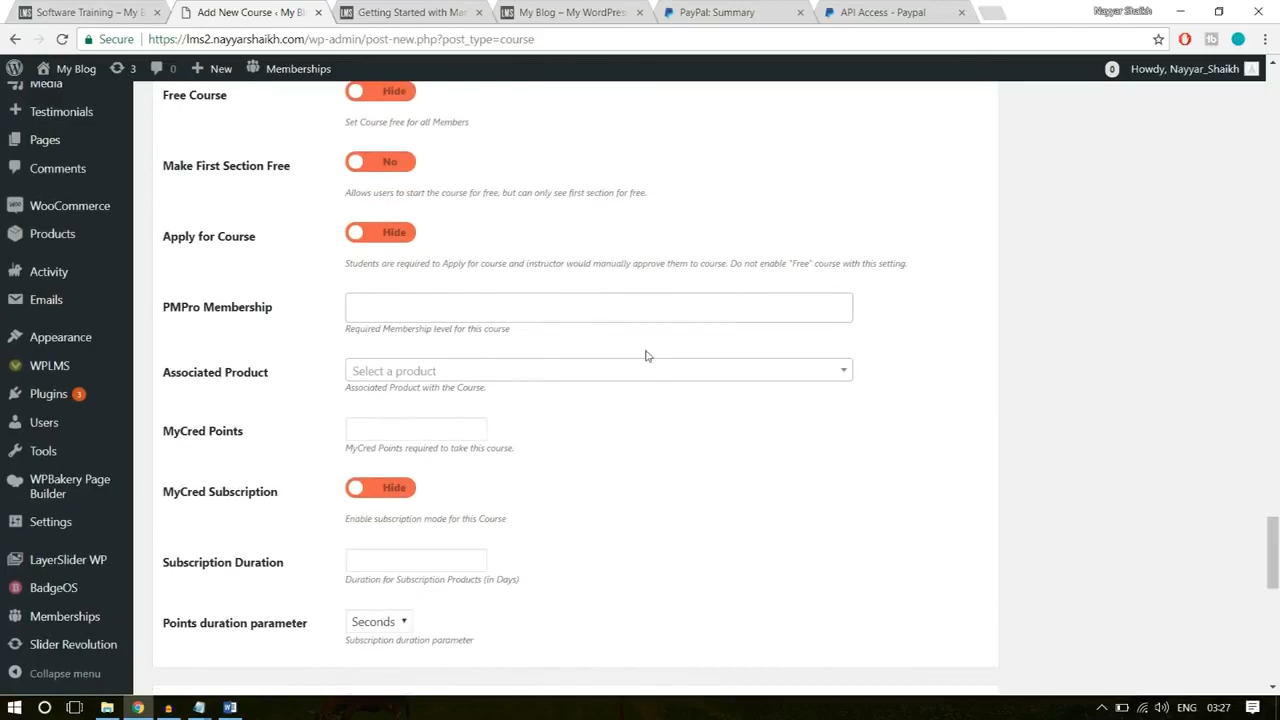 Software Training – My B
Add New Course ‹ My Bl
Getting Started with Mar
My Blog – My WordPress
PayPal: Summary
API Access - Paypal
Nayyar Shaikh
Secure
https://lms2.nayyarshaikh.com/wp-admin/post-new.php?post_type=course
My Blog
3
0
New
Memberships
0
Howdy, Nayyar_Shaikh
Media
Testimonials
Pages
Comments
WooCommerce
Products
Activity
Emails
Appearance
WPLMS
Plugins 3
Users
Tools
WPBakery Page
Builder
Settings
LayerSlider WP
BadgeOS
Memberships
Slider Revolution
Collapse menu
Free Course
Hide
Set Course free for all Members
Make First Section Free
No
Allows users to start the course for free, but can only see first section for free.
Apply for Course
Hide
Students are required to Apply for course and instructor would manually approve them to course. Do not enable "Free" course with this setting.
PMPro Membership
Required Membership level for this course
Associated Product
Select a product
Associated Product with the Course.
MyCred Points
MyCred Points required to take this course.
MyCred Subscription
Hide
Enable subscription mode for this Course
Subscription Duration
Duration for Subscription Products (in Days)
Points duration parameter
Seconds
Subscription duration parameter
ENG
03:27